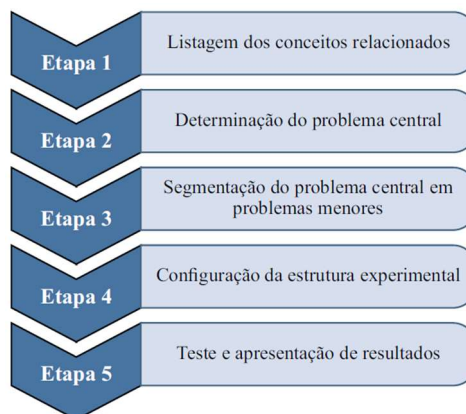 Etapa 1
Listagem dos conceitos relacionados
Etapa 2
Determinação do problema central
Etapa 3
Segmentação do problema central em
problemas menores
Etapa 4
Configuração da estrutura experimental
Etapa 5
Teste e apresentação de resultados